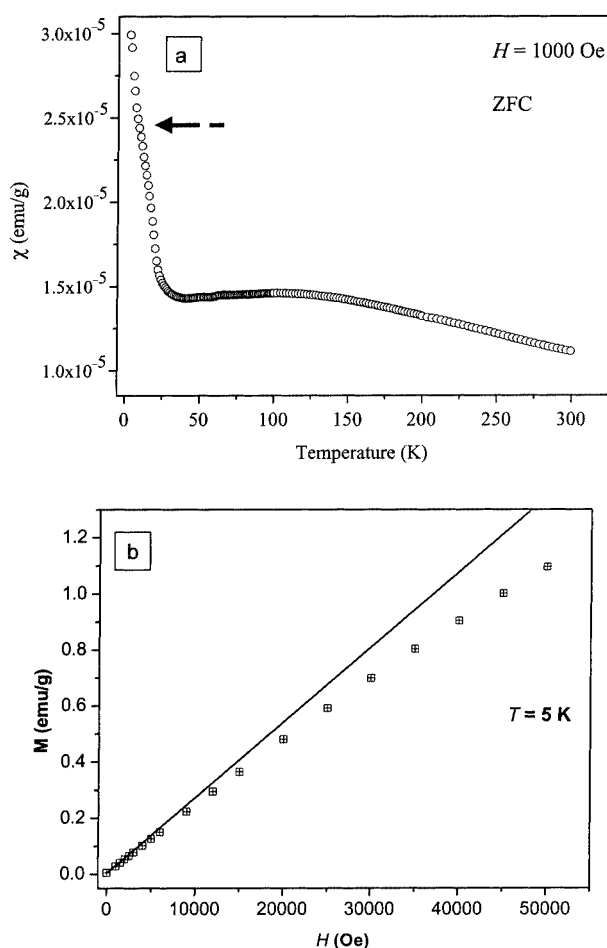 a
H = 1000 Oe
ZFC
3.0x10⁻⁵
2.5x10⁻⁵
2.0x10⁻⁵
1.5x10⁻⁵
1.0x10⁻⁵
χ (emu/g)
0 50 100 150 200 250 300
Temperature (K)
b
T = 5 K
1.2
1.0
0.8
0.6
0.4
0.2
0.0
M (emu/g)
0 10000 20000 30000 40000 50000
H (Oe)